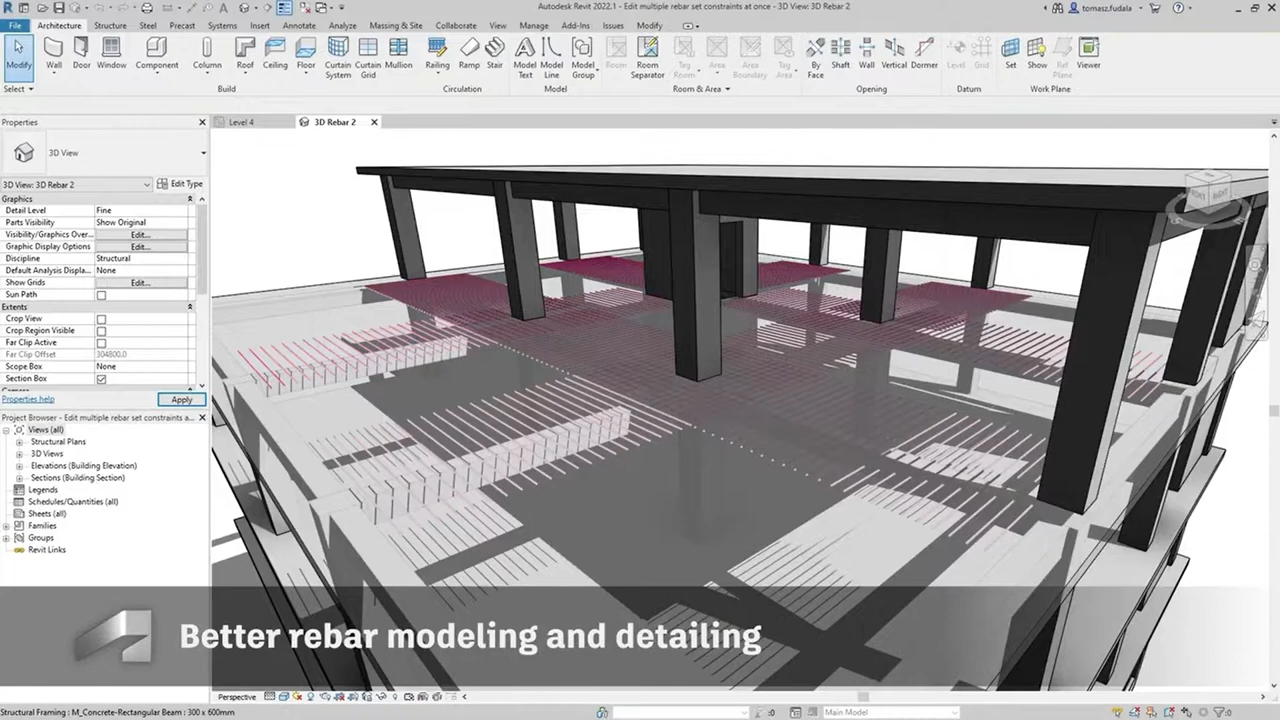 Autodesk Revit 2022.1 - Edit multiple rebar set constraints at once - 3D View: 3D Rebar 2
tomasz.fudala
File Architecture Structure Steel Precast Systems Insert Annotate Analyze Massing & Site Collaborate View Manage Add-Ins Issues Modify
Modify Wall Door Window Component Column Roof Ceiling Floor Curtain System Curtain Grid Mullion Railing Ramp Stair Model Text Model Line Model Group Room Room Separator Tag Room Area Area Boundary Tag Area By Face Shaft Wall Vertical Dormer Level Grid Set Show Ref Plane Viewer
Select Build Circulation Model Room & Area Opening Datum Work Plane
Properties
Level 4
3D Rebar 2
3D View
3D View: 3D Rebar 2
Edit Type
Graphics
Detail Level Fine
Parts Visibility Show Original
Visibility/Graphics Over... Edit...
Graphic Display Options Edit...
Discipline Structural
Default Analysis Displa... None
Show Grids Edit...
Sun Path
Extents
Crop View
Crop Region Visible
Far Clip Active
Far Clip Offset 304800.0
Scope Box None
Section Box
Properties help
Apply
Project Browser - Edit multiple rebar set constraints a...
Views (all)
Structural Plans
3D Views
Elevations (Building Elevation)
Sections (Building Section)
Legends
Schedules/Quantities (all)
Sheets (all)
Families
Groups
Revit Links
Better rebar modeling and detailing
Perspective
Structural Framing : M_Concrete-Rectangular Beam : 300 x 600mm
:0
Main Model
:0